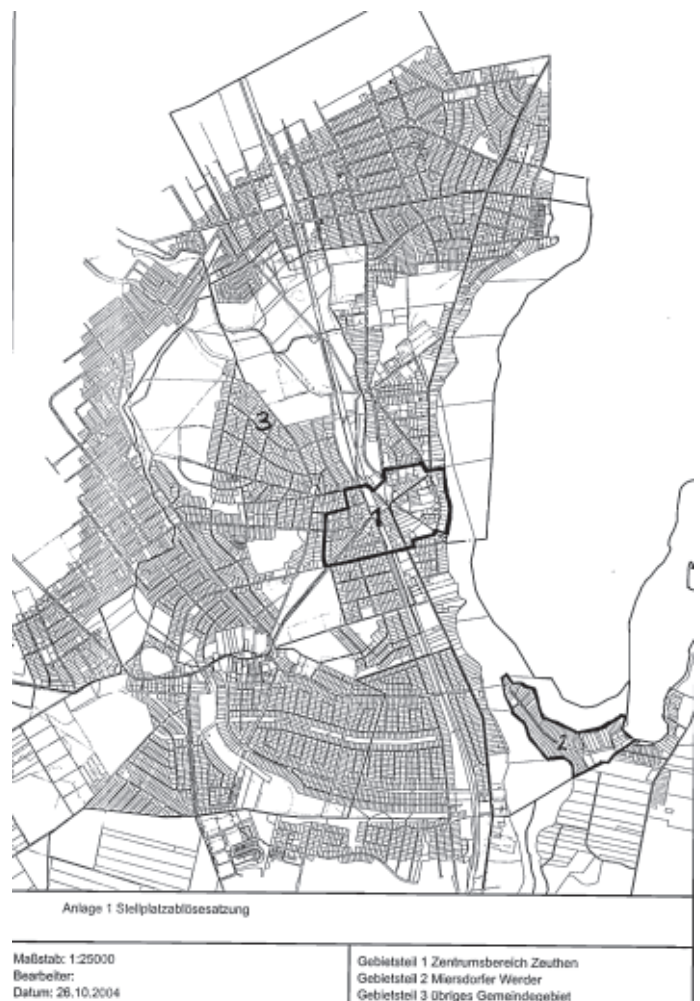 3
1
2
Anlage 1 Stellplatzablösesatzung
Maßstab: 1:25000
Bearbeiter:
Datum: 26.10.2004
Gebietsteil 1 Zentrumsbereich Zeuthen
Gebietsteil 2 Miersdorfer Werder
Gebietsteil 3 übriges Gemeindegebiet